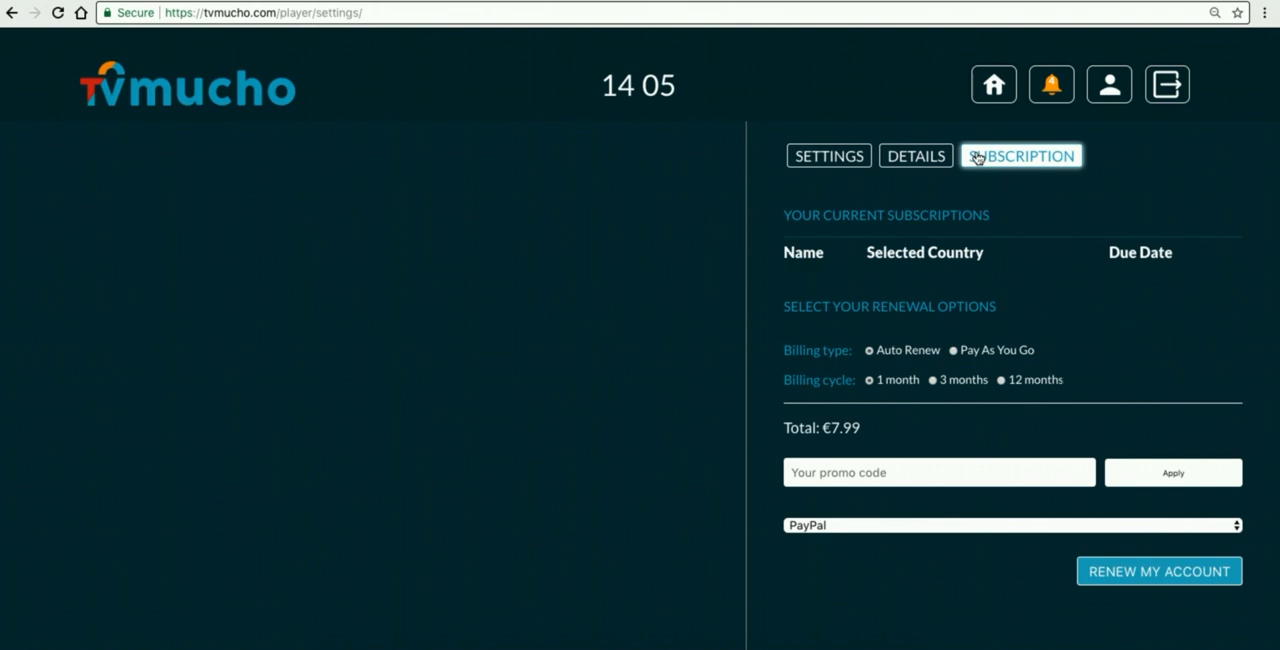 Secure | https://tvmucho.com/player/settings/
Tvmucho
14 05
4
SETTINGS DETAILS SUBSCRIPTION
YOUR CURRENT SUBSCRIPTIONS
Name Selected Country Due Date
SELECT YOUR RENEWAL OPTIONS
Billing type: Auto Renew Pay As You Go
Billing cycle: 1 month 3 months 12 months
Total: €7.99
Your promo code Apply
PayPal
RENEW MY ACCOUNT